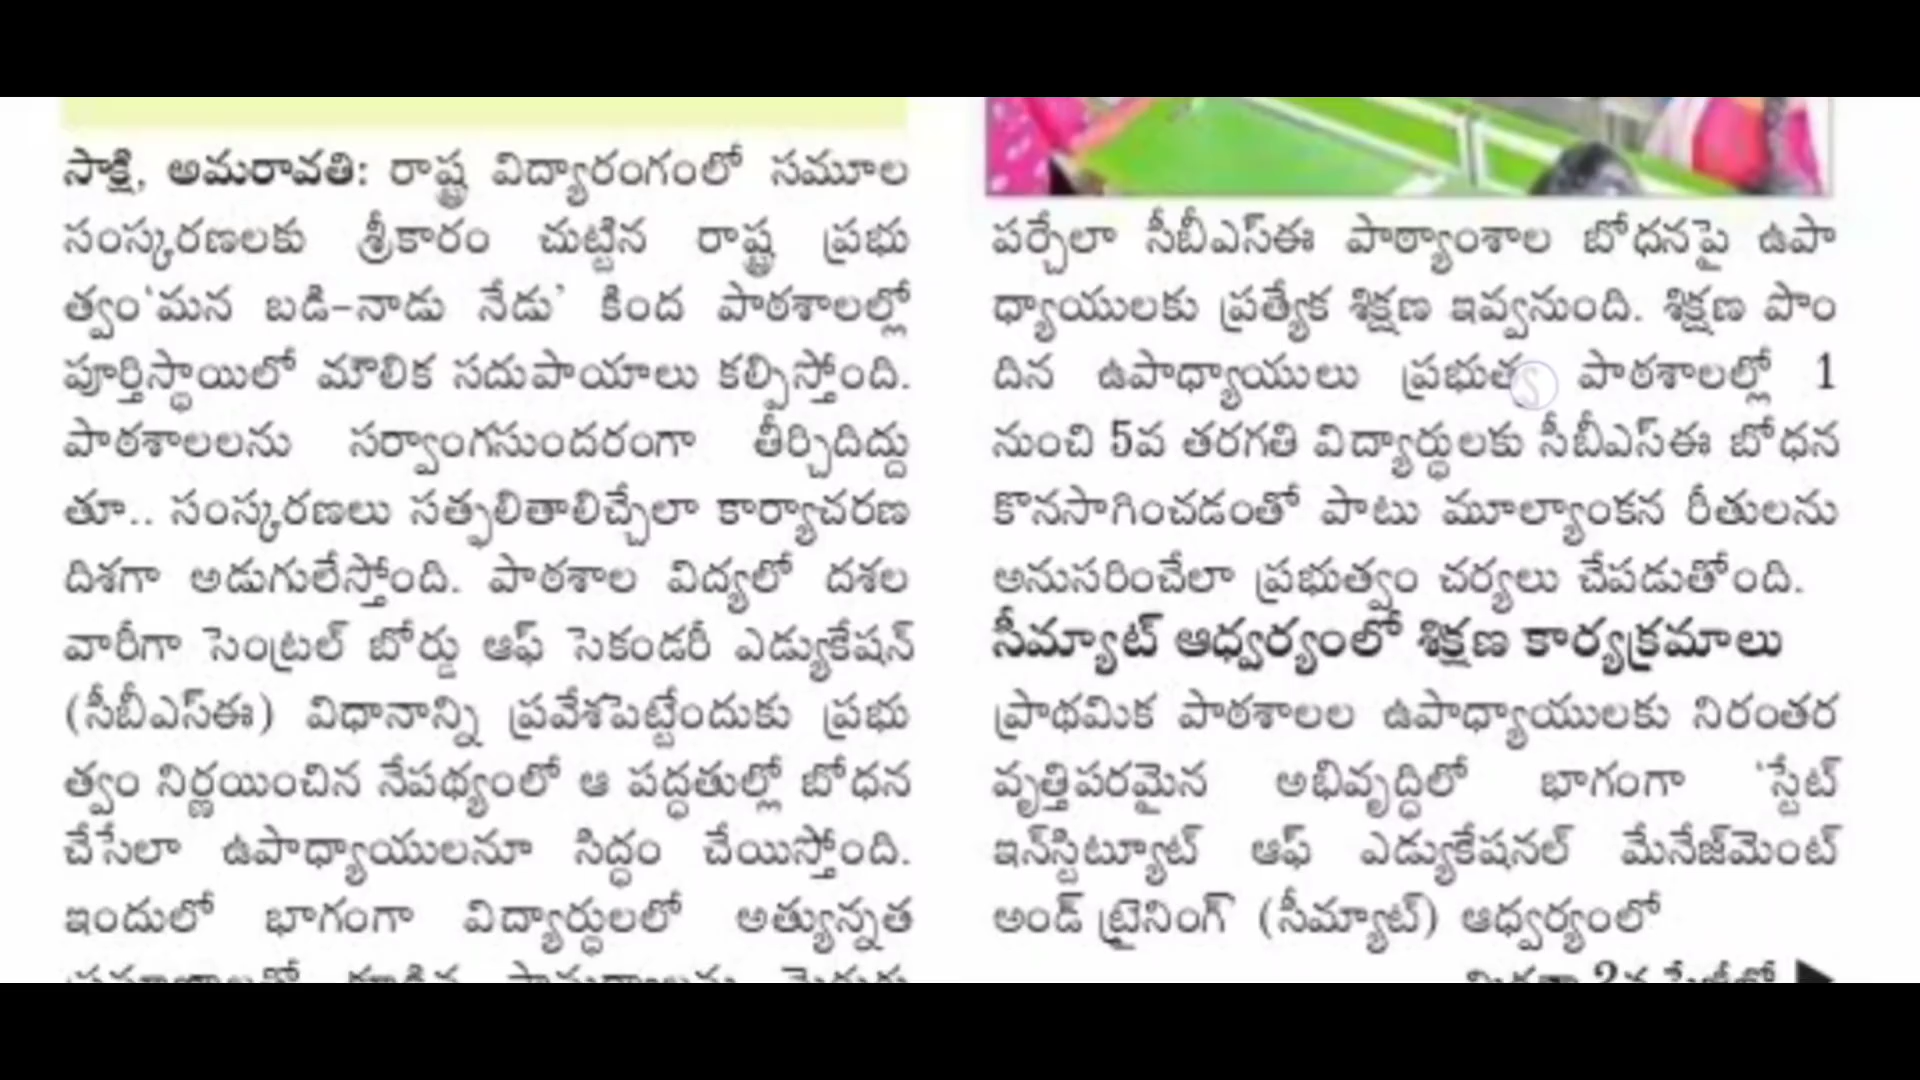 సాక్షి, అమరావతి: రాష్ట్ర విద్యారంగంలో సమూల
సంస్కరణలకు శ్రీకారం చుట్టిన రాష్ట్ర ప్రభు
త్వం‘మన బడి–నాడు నేడు’ కింద పాఠశాలల్లో
పూర్తిస్థాయిలో మౌలిక సదుపాయాలు కల్పిస్తోంది.
పాఠశాలలను సర్వాంగసుందరంగా తీర్చిదిద్దు
తూ.. సంస్కరణలు సత్ఫలితాలిచ్చేలా కార్యాచరణ
దిశగా అడుగులేస్తోంది. పాఠశాల విద్యలో దశల
వారీగా సెంట్రల్ బోర్డు ఆఫ్ సెకండరీ ఎడ్యుకేషన్
(సీబీఎస్ఈ) విధానాన్ని ప్రవేశపెట్టేందుకు ప్రభు
త్వం నిర్ణయించిన నేపథ్యంలో ఆ పద్ధతుల్లో బోధన
చేసేలా ఉపాధ్యాయులనూ సిద్ధం చేయిస్తోంది.
ఇందులో భాగంగా విద్యార్థులలో అత్యున్నత
పర్చేలా సీబీఎస్ఈ పాఠ్యాంశాల బోధనపై ఉపా
ధ్యాయులకు ప్రత్యేక శిక్షణ ఇవ్వనుంది. శిక్షణ పొం
దిన ఉపాధ్యాయులు ప్రభుత్వ పాఠశాలల్లో 1
నుంచి 5వ తరగతి విద్యార్థులకు సీబీఎస్ఈ బోధన
కొనసాగించడంతో పాటు మూల్యాంకన రీతులను
అనుసరించేలా ప్రభుత్వం చర్యలు చేపడుతోంది.
సీమ్యాట్ ఆధ్వర్యంలో శిక్షణ కార్యక్రమాలు
ప్రాథమిక పాఠశాలల ఉపాధ్యాయులకు నిరంతర
వృత్తిపరమైన అభివృద్ధిలో భాగంగా ‘స్టేట్
ఇన్‌స్టిట్యూట్ ఆఫ్ ఎడ్యుకేషనల్ మేనేజ్‌మెంట్
అండ్ ట్రైనింగ్’ (సీమ్యాట్) ఆధ్వర్యంలో